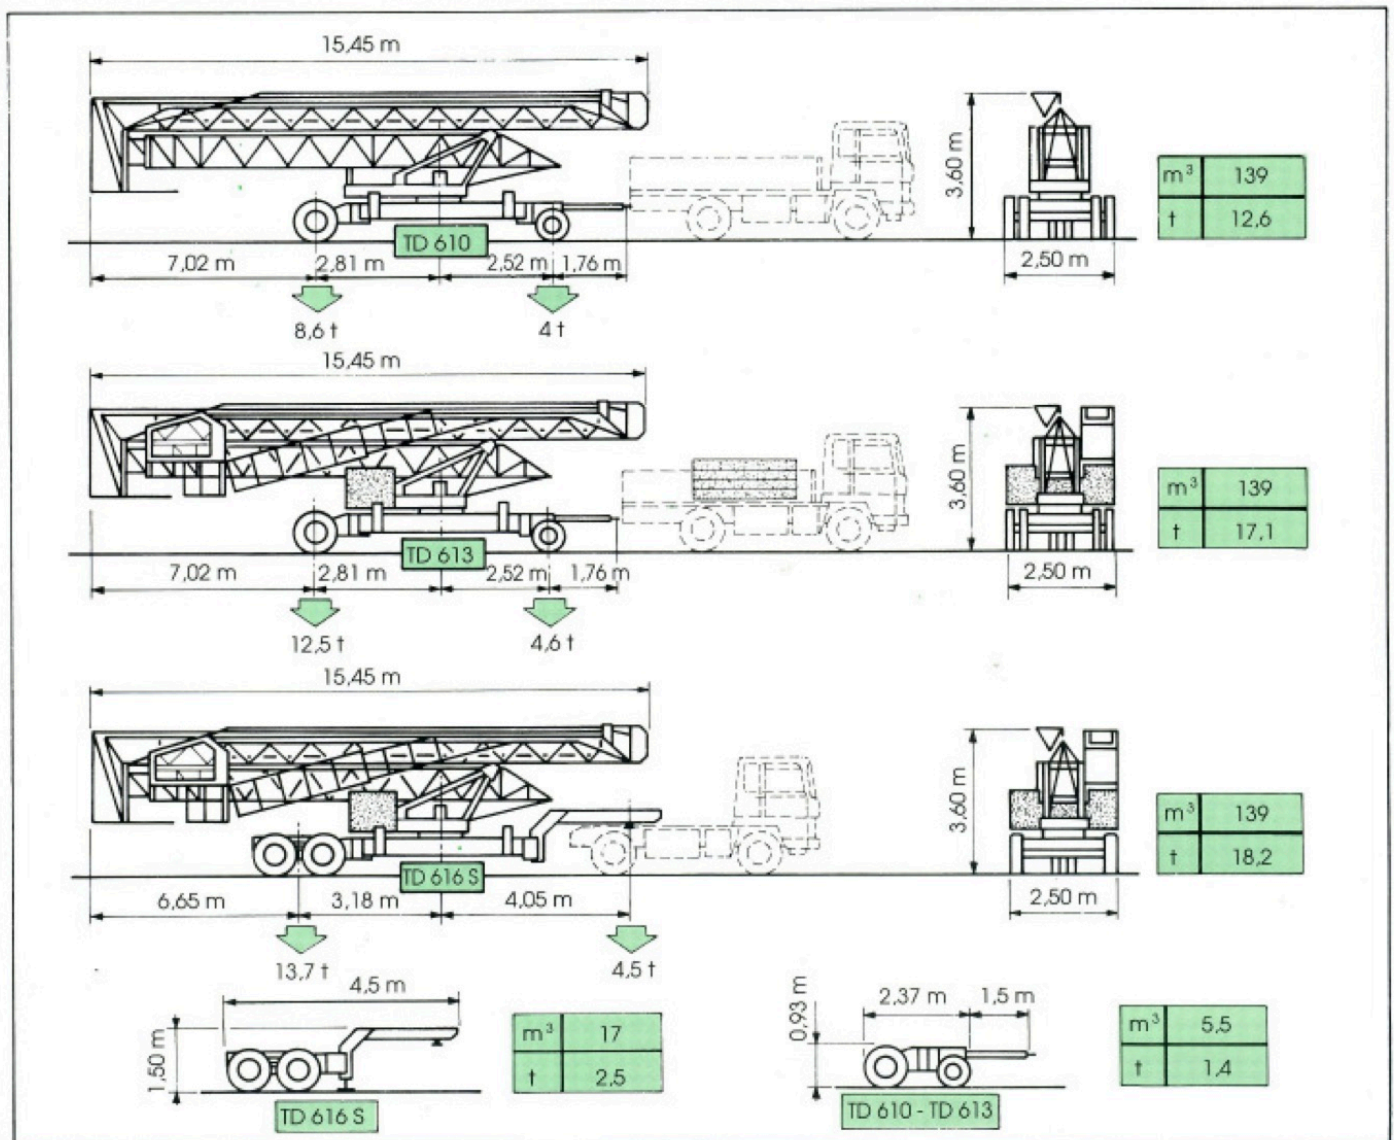 15,45 m
3,60 m
m³ 139
t 12,6
TD 610
7,02 m 2,81 m 2,52 m 1,76 m
2,50 m
8,6 t 4 t
15,45 m
3,60 m
m³ 139
t 17,1
TD 613
7,02 m 2,81 m 2,52 m 1,76 m
2,50 m
12,5 t 4,6 t
15,45 m
3,60 m
m³ 139
t 18,2
TD 616 S
6,65 m 3,18 m 4,05 m
2,50 m
13,7 t 4,5 t
4,5 m
1,50 m
m³ 17
t 2,5
TD 616 S
0,93 m
2,37 m 1,5 m
m³ 5,5
t 1,4
TD 610 - TD 613